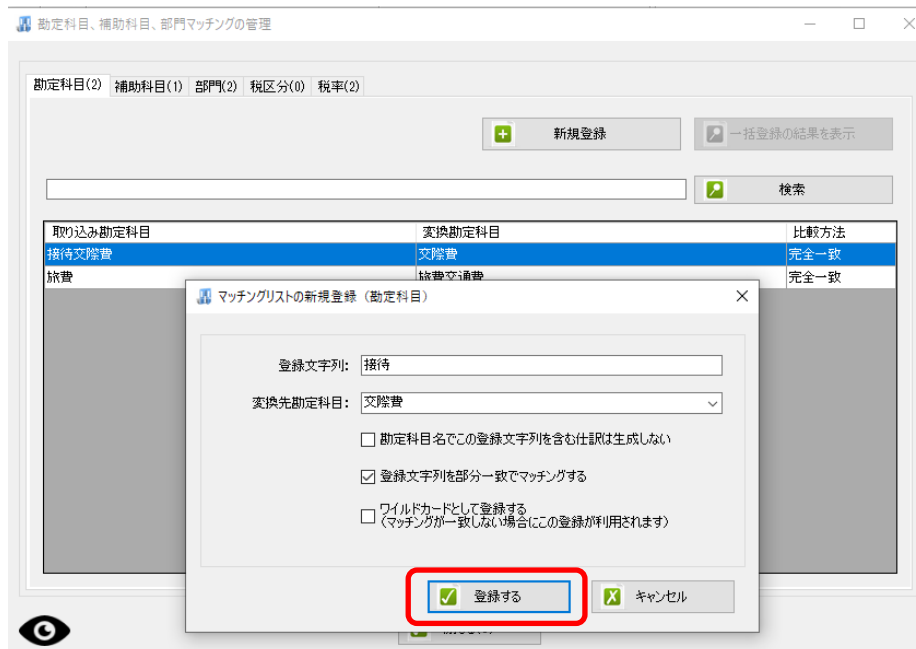 勘定科目、補助科目、部門マッチングの管理
勘定科目(2) 補助科目(1) 部門(2) 税区分(0) 税率(2)
新規登録 一括登録の結果を表示
検索
取り込み勘定科目 変換勘定科目 比較方法
接待交際費 交際費 完全一致
旅費 旅費交通費 完全一致
マッチングリストの新規登録（勘定科目）
登録文字列: 接待
変換先勘定科目: 交際費
勘定科目名でこの登録文字列を含む仕訳は生成しない
登録文字列を部分一致でマッチングする
ワイルドカードとして登録する
(マッチングが一致しない場合にこの登録が利用されます)
登録する キャンセル